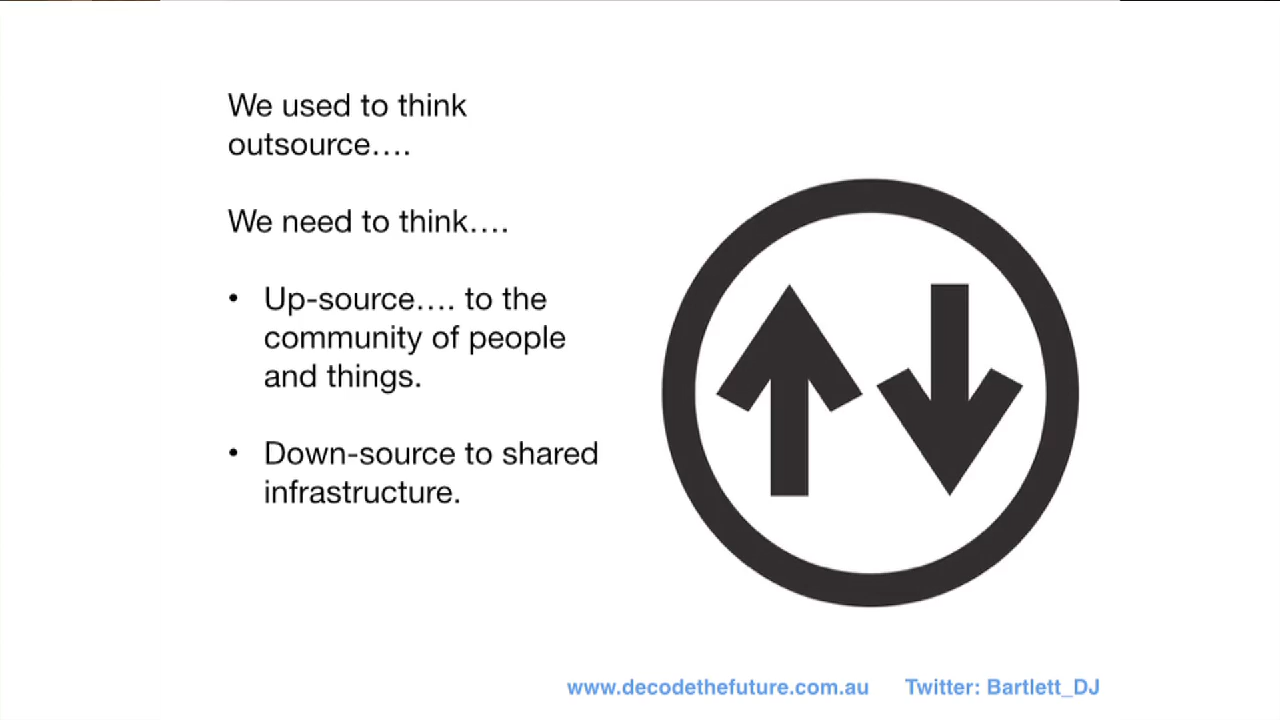 We used to think
outsource….
We need to think….
• Up-source…. to the
community of people
and things.
• Down-source to shared
infrastructure.
www.decodethefuture.com.au Twitter: Bartlett_DJ